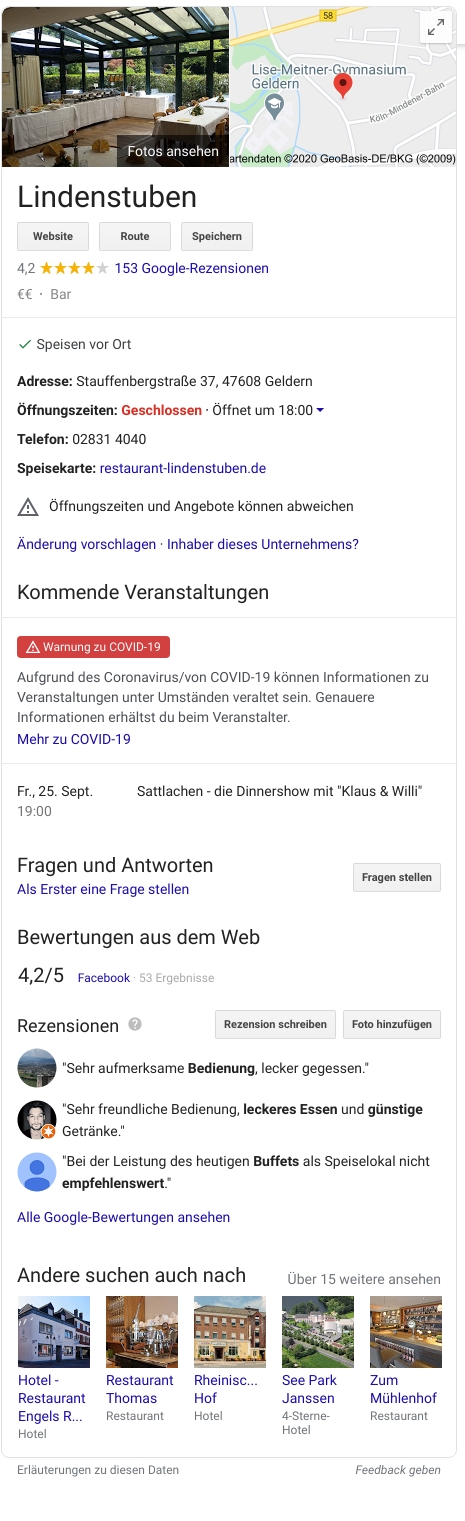 58
Lise-Meitner-Gymnasium
Geldern
Köln-Mindener-Bahn
Fotos ansehen
artendaten ©2020 GeoBasis-DE/BKG (©2009)
Lindenstuben
Website Route Speichern
4,2 153 Google-Rezensionen
€€ · Bar
Speisen vor Ort
Adresse: Stauffenbergstraße 37, 47608 Geldern
Öffnungszeiten: Geschlossen · Öffnet um 18:00
Telefon: 02831 4040
Speisekarte: restaurant-lindenstuben.de
Öffnungszeiten und Angebote können abweichen
Änderung vorschlagen · Inhaber dieses Unternehmens?
Kommende Veranstaltungen
Warnung zu COVID-19
Aufgrund des Coronavirus/von COVID-19 können Informationen zu
Veranstaltungen unter Umständen veraltet sein. Genauere
Informationen erhältst du beim Veranstalter.
Mehr zu COVID-19
Fr., 25. Sept. Sattlachen - die Dinnershow mit "Klaus & Willi"
19:00
Fragen und Antworten
Als Erster eine Frage stellen
Fragen stellen
Bewertungen aus dem Web
4,2/5 Facebook · 53 Ergebnisse
Rezensionen ? Rezension schreiben Foto hinzufügen
"Sehr aufmerksame Bedienung, lecker gegessen."
"Sehr freundliche Bedienung, leckeres Essen und günstige
Getränke."
"Bei der Leistung des heutigen Buffets als Speiselokal nicht
empfehlenswert."
Alle Google-Bewertungen ansehen
Andere suchen auch nach Über 15 weitere ansehen
Hotel -
Restaurant
Engels R...
Hotel
Restaurant
Thomas
Restaurant
Rheinisc...
Hof
Hotel
See Park
Janssen
4-Sterne-
Hotel
Zum
Mühlenhof
Restaurant
Erläuterungen zu diesen Daten Feedback geben